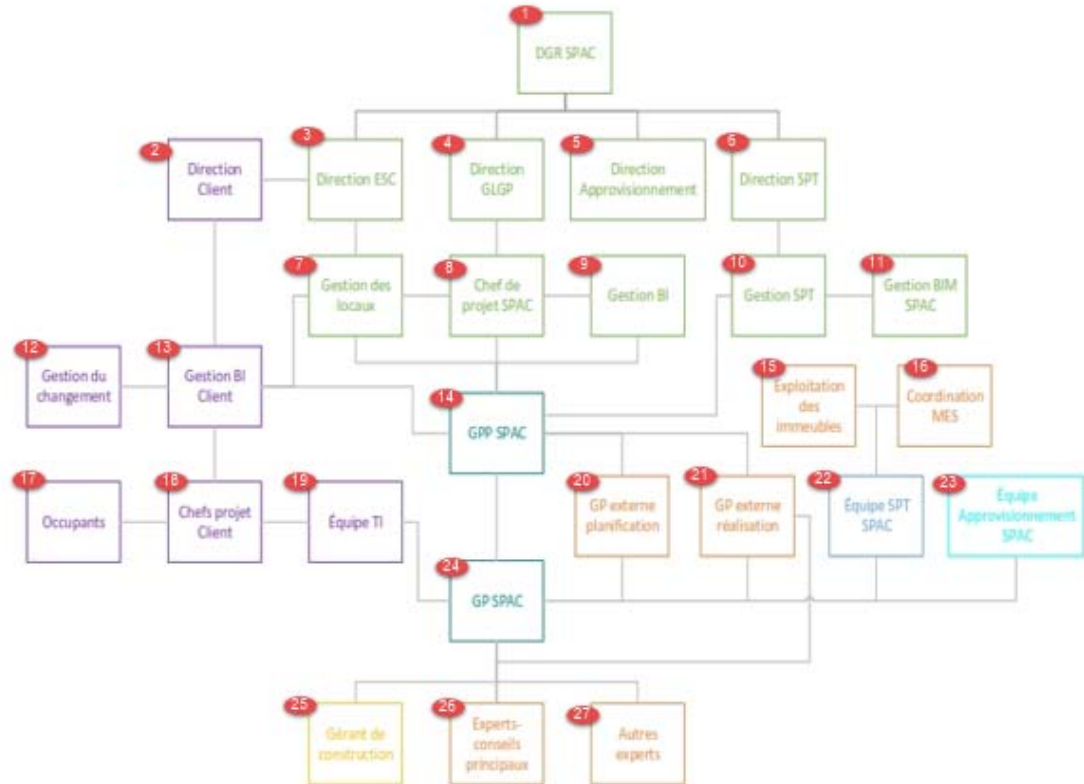 1
DGR SPAC
2
Direction
Client
3
Direction ESC
4
Direction
GLGP
5
Direction
Approvisionnement
6
Direction SPT
7
Gestion des
locaux
8
Chef de
projet SPAC
9
Gestion BI
10
Gestion SPT
11
Gestion BIM
SPAC
12
Gestion du
changement
13
Gestion BI
Client
14
GPP SPAC
15
Exploitation
des
immeubles
16
Coordination
MES
17
Occupants
18
Chefs projet
Client
19
Équipe TI
20
GP externe
planification
21
GP externe
réalisation
22
Équipe SPT
SPAC
23
Équipe
Approvisionnement
SPAC
24
GP SPAC
25
Gérant de
construction
26
Experts-
conseils
principaux
27
Autres
experts